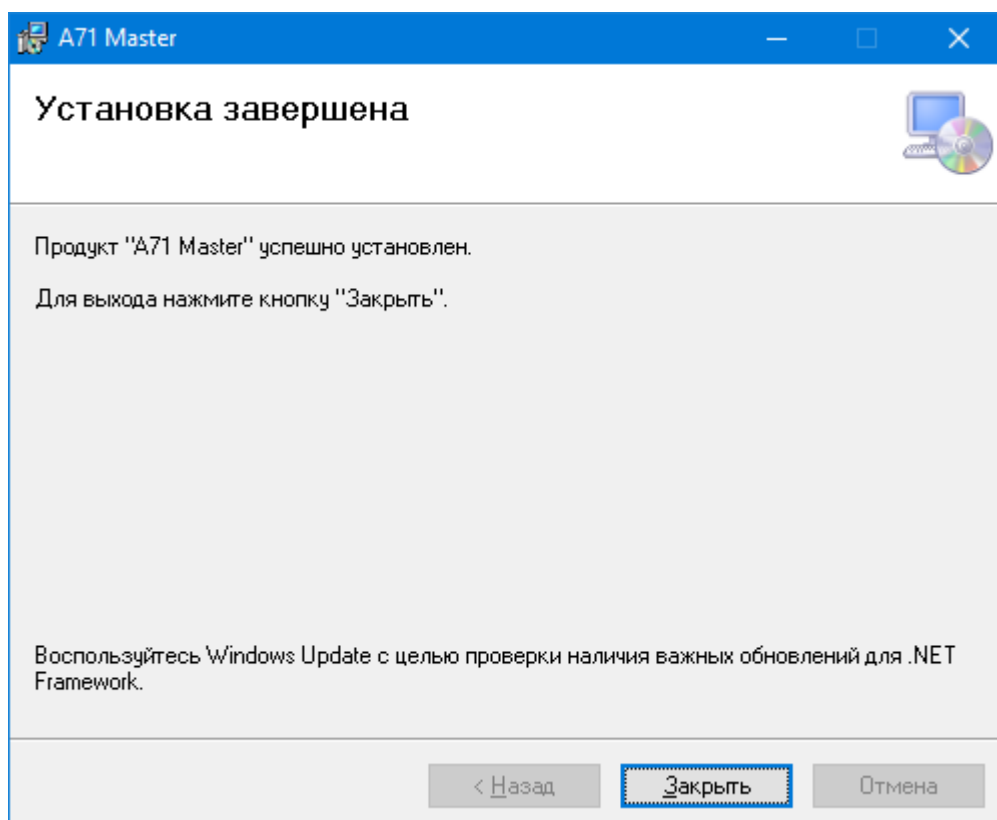 A71 Master
Установка завершена
Продукт "A71 Master" успешно установлен.
Для выхода нажмите кнопку "Закрыть".
Воспользуйтесь Windows Update с целью проверки наличия важных обновлений для .NET
Framework.
< Назад
Закрыть
Отмена